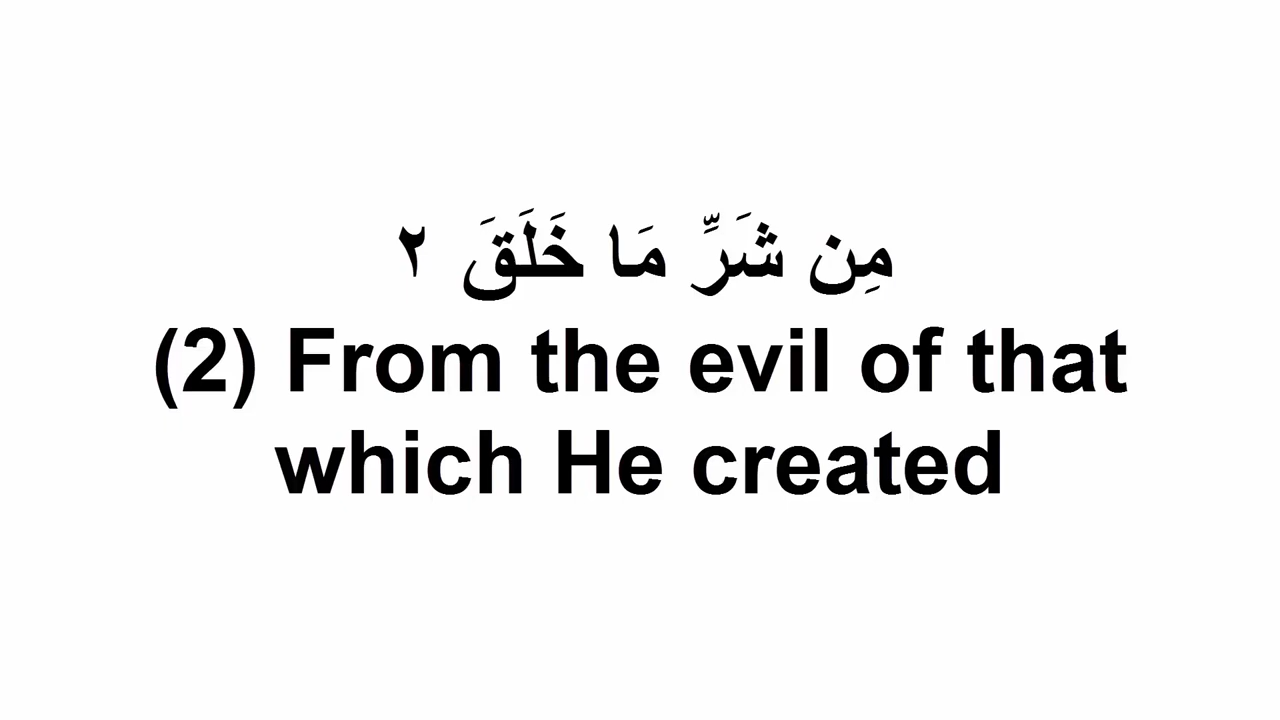 مِن شَرِّ مَا خَلَقَ ٢
(2) From the evil of that
which He created